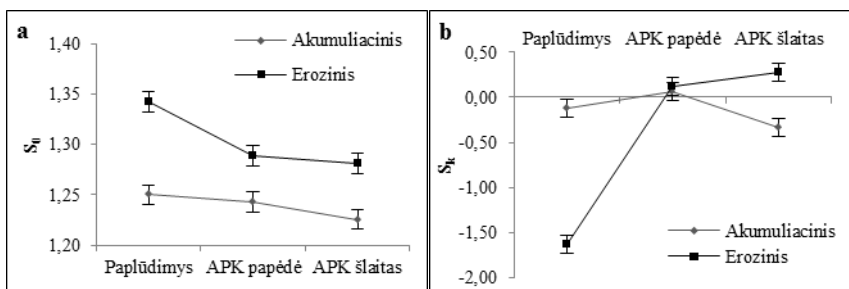 a
1,40
1,35
1,30
1,25
1,20
S₀
Akumuliacinis
Erozinis
Paplūdimys APK papėdė APK šlaitas
b
Paplūdimys APK papėdė APK šlaitas
0,50
0,00
-0,50
-1,00
-1,50
-2,00
Sₖ
Akumuliacinis
Erozinis